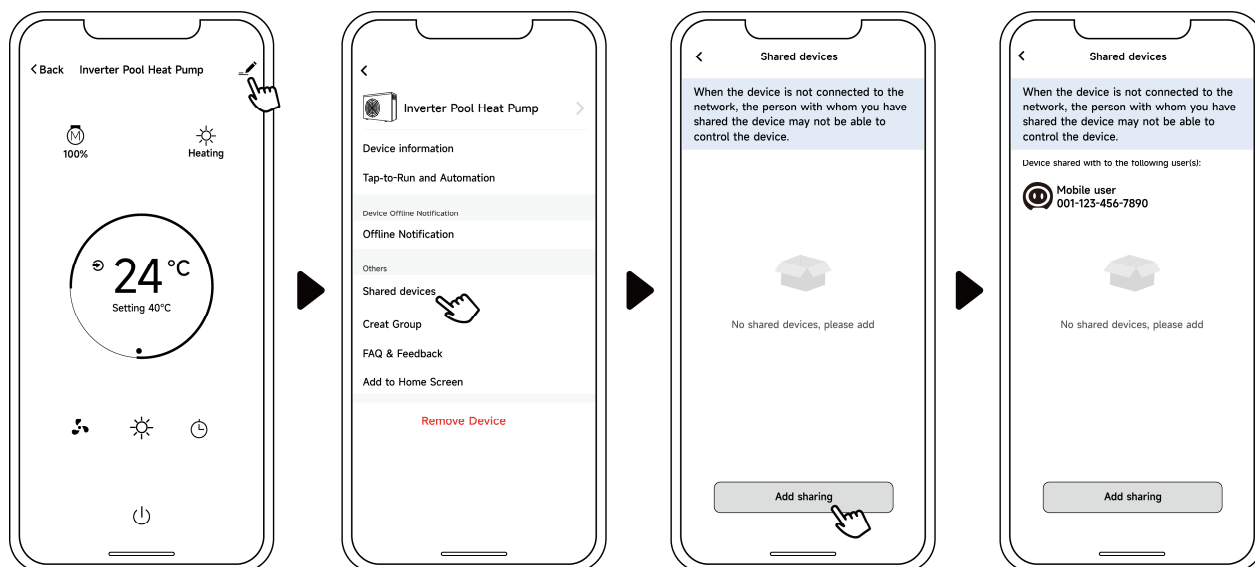 Back Inverter Pool Heat Pump
M
100%
Heating
24 °C
Setting 40°C
Inverter Pool Heat Pump
Device information
Tap-to-Run and Automation
Device Offline Notification
Offline Notification
Others
Shared devices
Creat Group
FAQ & Feedback
Add to Home Screen
Remove Device
Shared devices
When the device is not connected to the
network, the person with whom you have
shared the device may not be able to
control the device.
No shared devices, please add
Add sharing
Shared devices
When the device is not connected to the
network, the person with whom you have
shared the device may not be able to
control the device.
Device shared with to the following user(s):
Mobile user
001-123-456-7890
No shared devices, please add
Add sharing